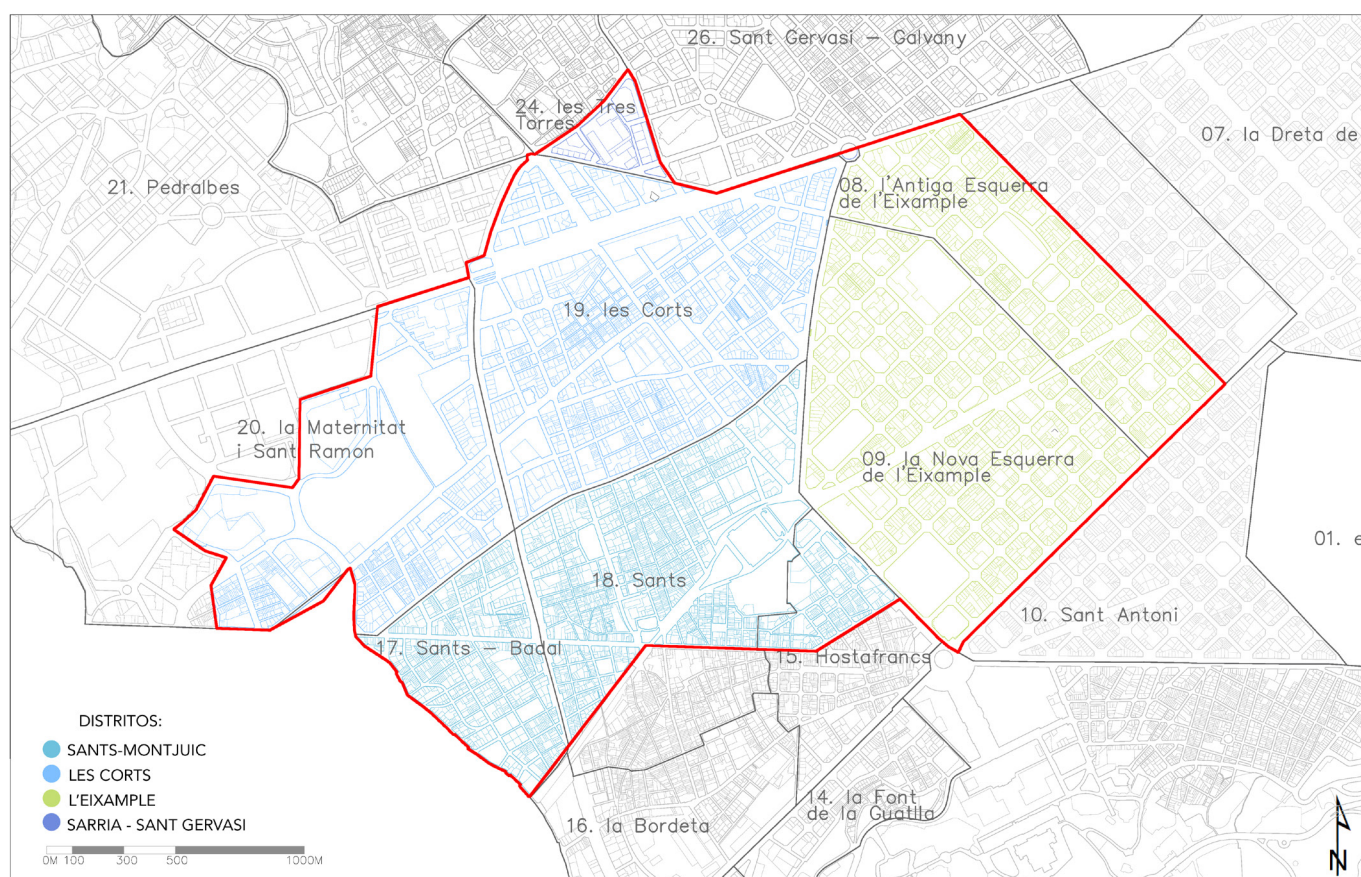 26. Sant Gervasi – Galvany
24. les Tres
Torres
07. la Dreta de
21. Pedralbes
08. l'Antiga Esquerra
de l'Eixample
19. les Corts
20. la Maternitat
i Sant Ramon
09. la Nova Esquerra
de l'Eixample
01. e
18. Sants
10. Sant Antoni
17. Sants – Badal
15. Hostafrancs
14. la Font
de la Guatlla
16. la Bordeta
DISTRITOS:
SANTS-MONTJUIC
LES CORTS
L'EIXAMPLE
SARRIA - SANT GERVASI
0M 100 300 500 1000M
N